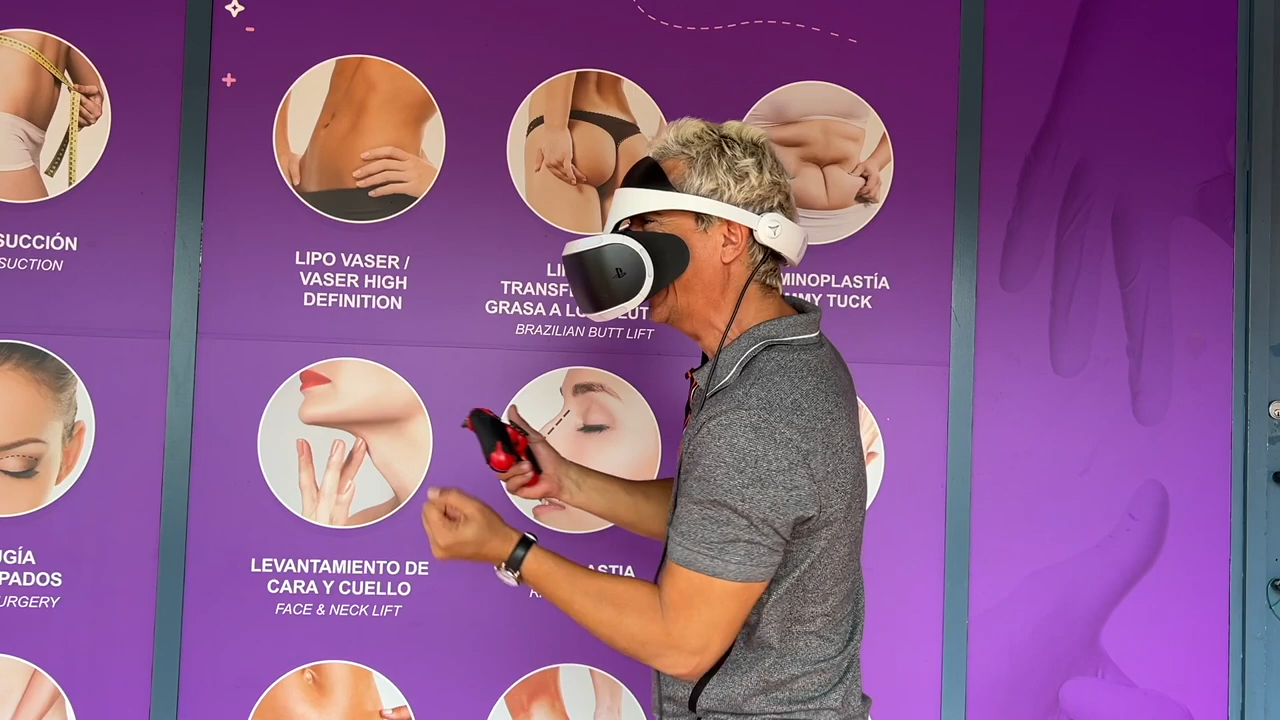 SUCCIÓN
SUCTION
LIPO VASER /
VASER HIGH
DEFINITION
GRASA A
BRAZILIAN BUTT LIFT
MINOPLASTÍA
MMY TUCK
LEVANTAMIENTO DE
CARA Y CUELLO
FACE & NECK LIFT
UGÍA
PADOS
URGERY
ASTIA